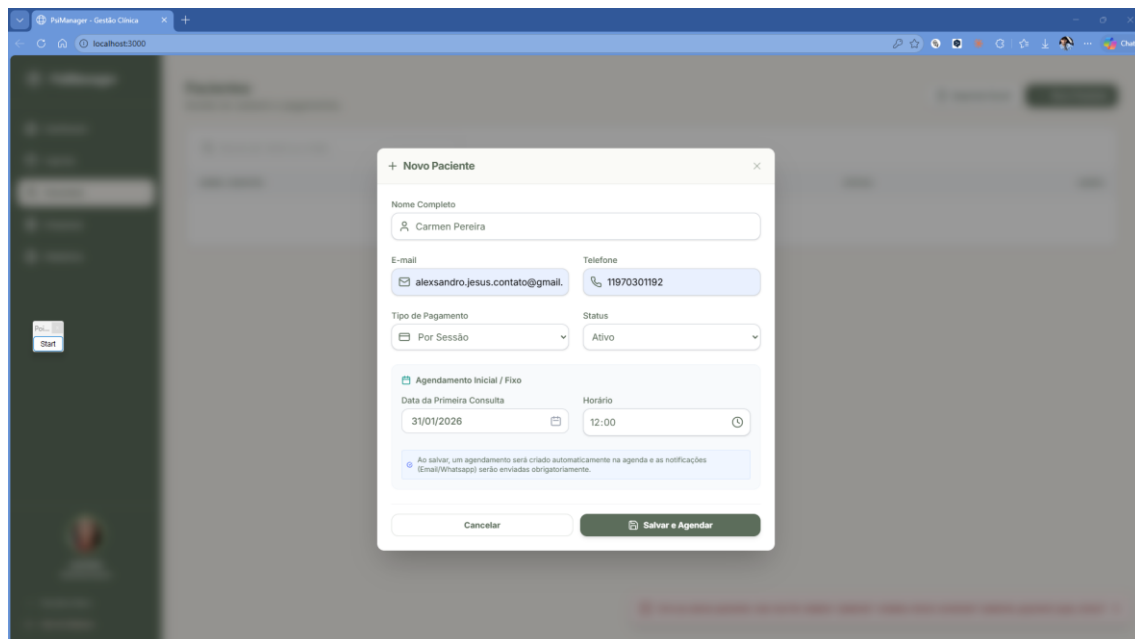 PsiManager - Gestão Clínica
localhost:3000
Chat
Pacientes
Novo Paciente
Nome Completo
Carmen Pereira
E-mail
Telefone
alexsandro.jesus.contato@gmail.
11970301192
Tipo de Pagamento
Status
Por Sessão
Ativo
Poi...
Start
Agendamento Inicial / Fixo
Data da Primeira Consulta
Horário
31/01/2026
12:00
Ao salvar, um agendamento será criado automaticamente na agenda e as notificações
(Email/Whatsapp) serão enviadas obrigatoriamente.
Cancelar
Salvar e Agendar